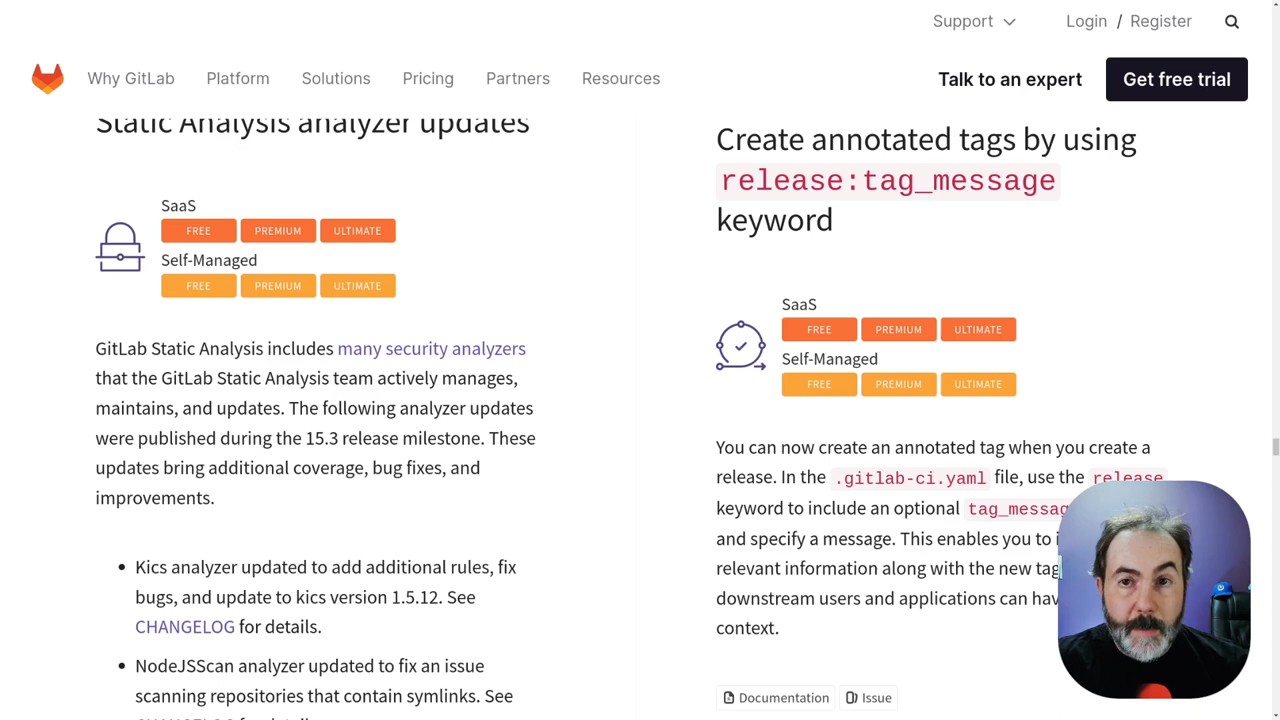 Support
Login / Register
Why GitLab Platform Solutions Pricing Partners Resources
Talk to an expert
Get free trial
Static Analysis analyzer updates
SaaS
FREE PREMIUM ULTIMATE
Self-Managed
FREE PREMIUM ULTIMATE
GitLab Static Analysis includes many security analyzers
that the GitLab Static Analysis team actively manages,
maintains, and updates. The following analyzer updates
were published during the 15.3 release milestone. These
updates bring additional coverage, bug fixes, and
improvements.
• Kics analyzer updated to add additional rules, fix
bugs, and update to kics version 1.5.12. See
CHANGELOG for details.
• NodeJSScan analyzer updated to fix an issue
scanning repositories that contain symlinks. See
Create annotated tags by using
release:tag_message
keyword
SaaS
FREE PREMIUM ULTIMATE
Self-Managed
FREE PREMIUM ULTIMATE
You can now create an annotated tag when you create a
release. In the .gitlab-ci.yaml file, use the release
keyword to include an optional
and specify a message. This enables you to
relevant information along with the new tag
downstream users and applications can
context.
Documentation Issue